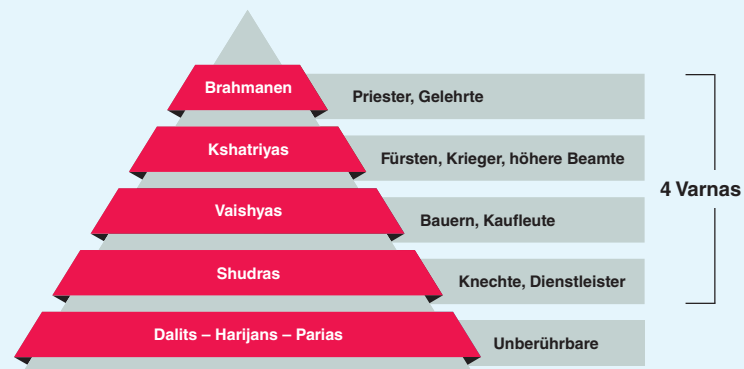 Brahmanen
Priester, Gelehrte
Kshatriyas
Fürsten, Krieger, höhere Beamte
4 Varnas
Vaishyas
Bauern, Kaufleute
Shudras
Knechte, Dienstleister
Dalits – Harijans – Parias
Unberührbare